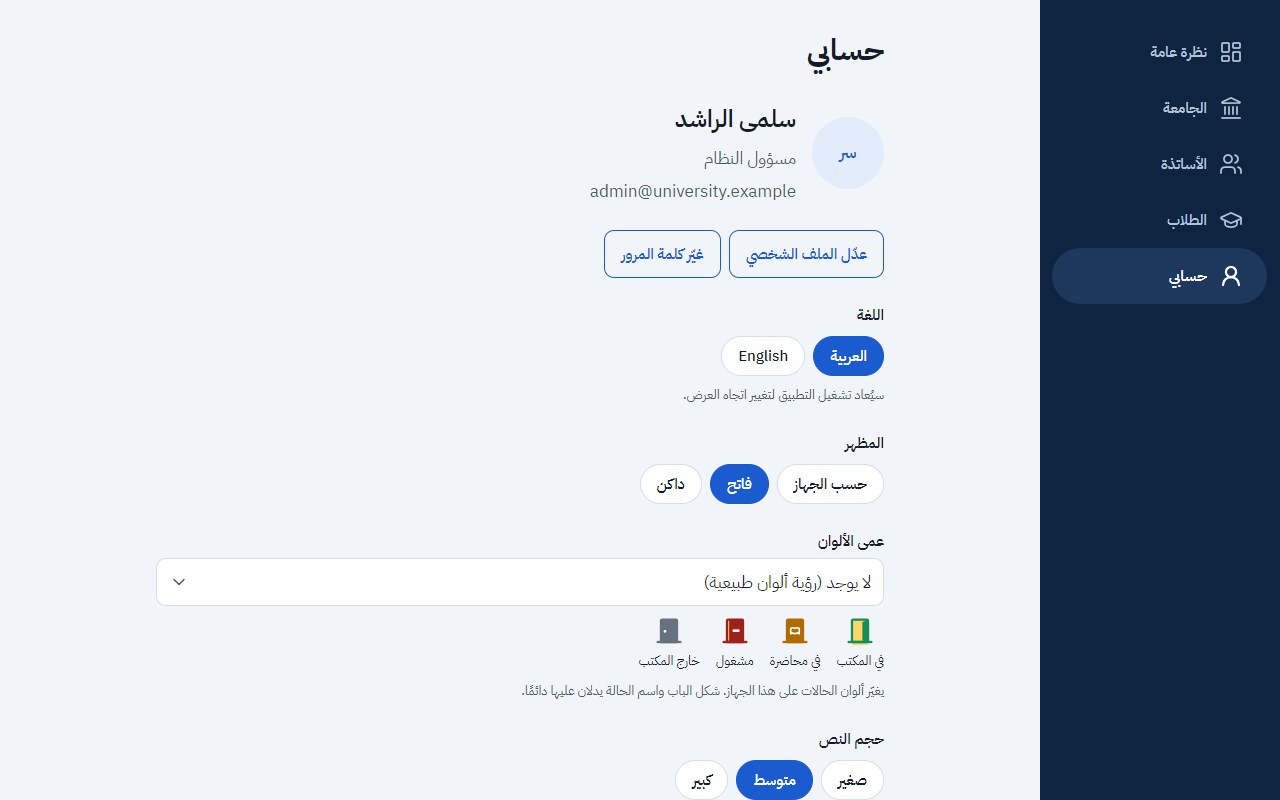 نظرة عامة
الجامعة
الأساتذة
الطلاب
حسابي
حسابي
سر
سلمى الراشد
مسؤول النظام
admin@university.example
عدّل الملف الشخصي
غيّر كلمة المرور
اللغة
العربية
English
سيُعاد تشغيل التطبيق لتغيير اتجاه العرض.
المظهر
حسب الجهاز
فاتح
داكن
عمى الألوان
لا يوجد (رؤية ألوان طبيعية)
في المكتب
في محاضرة
مشغول
خارج المكتب
يغيّر ألوان الحالات على هذا الجهاز. شكل الباب واسم الحالة يدلان عليها دائمًا.
حجم النص
صغير
متوسط
كبير